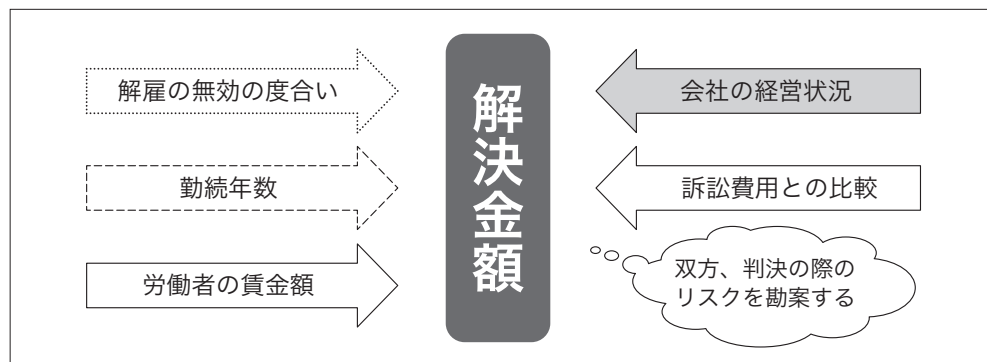 解雇の無効の度合い
勤続年数
労働者の賃金額
解決金額
会社の経営状況
訴訟費用との比較
双方、判決の際の
リスクを勘案する